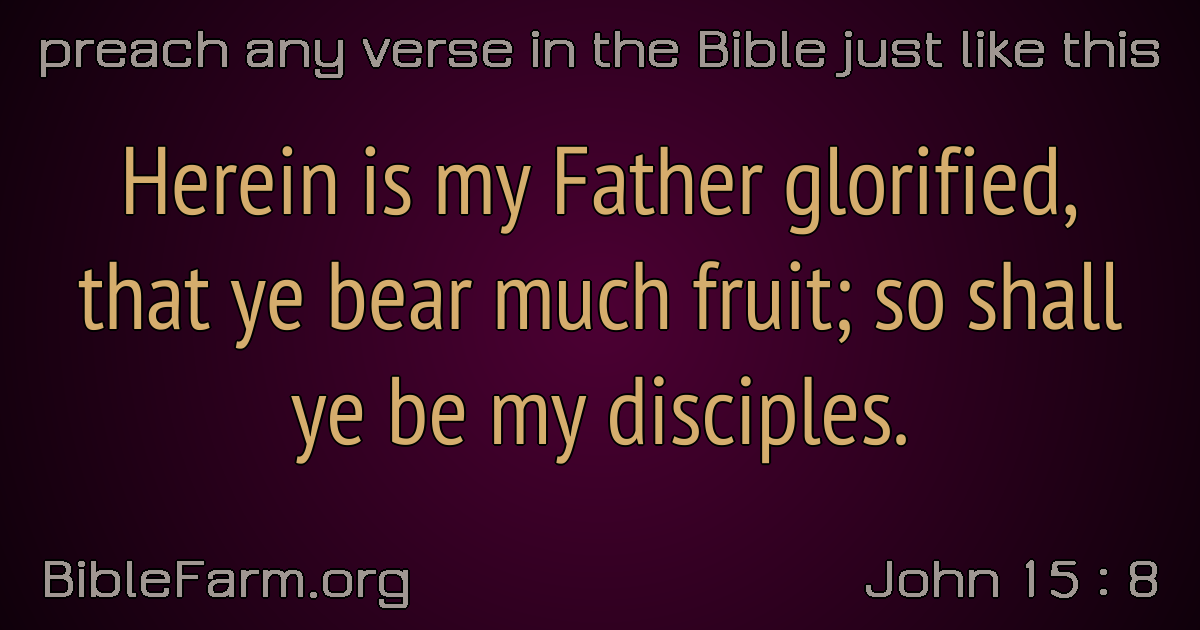 preach any verse in the Bible just like this
Herein is my Father glorified,
that ye bear much fruit; so shall
ye be my disciples.
BibleFarm.org
John 15 : 8